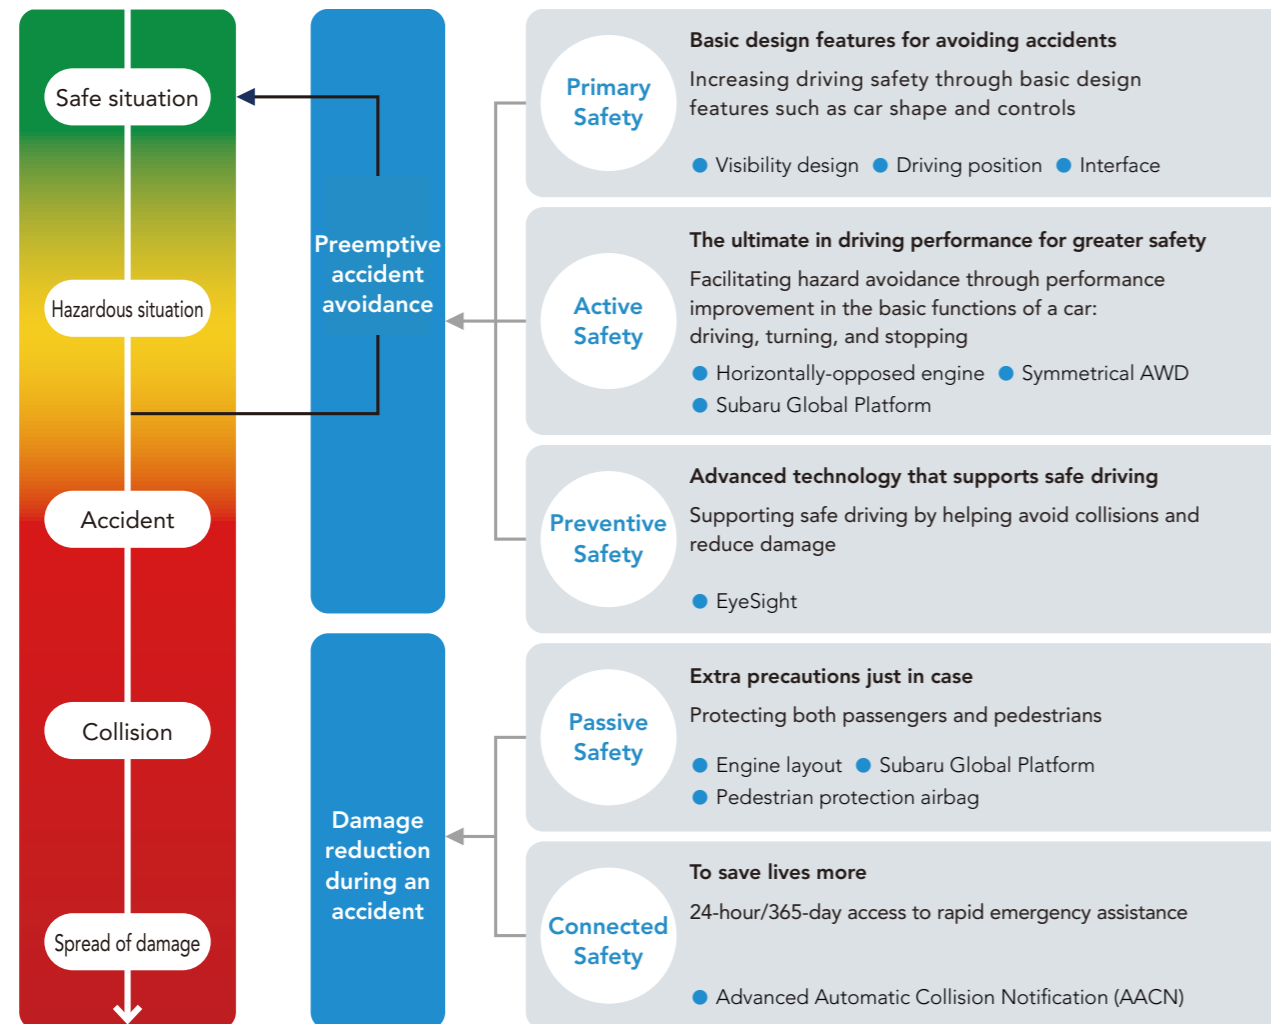 Safe situation
Hazardous situation
Accident
Collision
Spread of damage
Preemptive
accident
avoidance
Damage
reduction
during an
accident
Primary
Safety
Basic design features for avoiding accidents
Increasing driving safety through basic design
features such as car shape and controls
● Visibility design ● Driving position ● Interface
Active
Safety
The ultimate in driving performance for greater safety
Facilitating hazard avoidance through performance
improvement in the basic functions of a car:
driving, turning, and stopping
● Horizontally-opposed engine ● Symmetrical AWD
● Subaru Global Platform
Preventive
Safety
Advanced technology that supports safe driving
Supporting safe driving by helping avoid collisions and
reduce damage
● EyeSight
Passive
Safety
Extra precautions just in case
Protecting both passengers and pedestrians
● Engine layout ● Subaru Global Platform
● Pedestrian protection airbag
Connected
Safety
To save lives more
24-hour/365-day access to rapid emergency assistance
● Advanced Automatic Collision Notification (AACN)